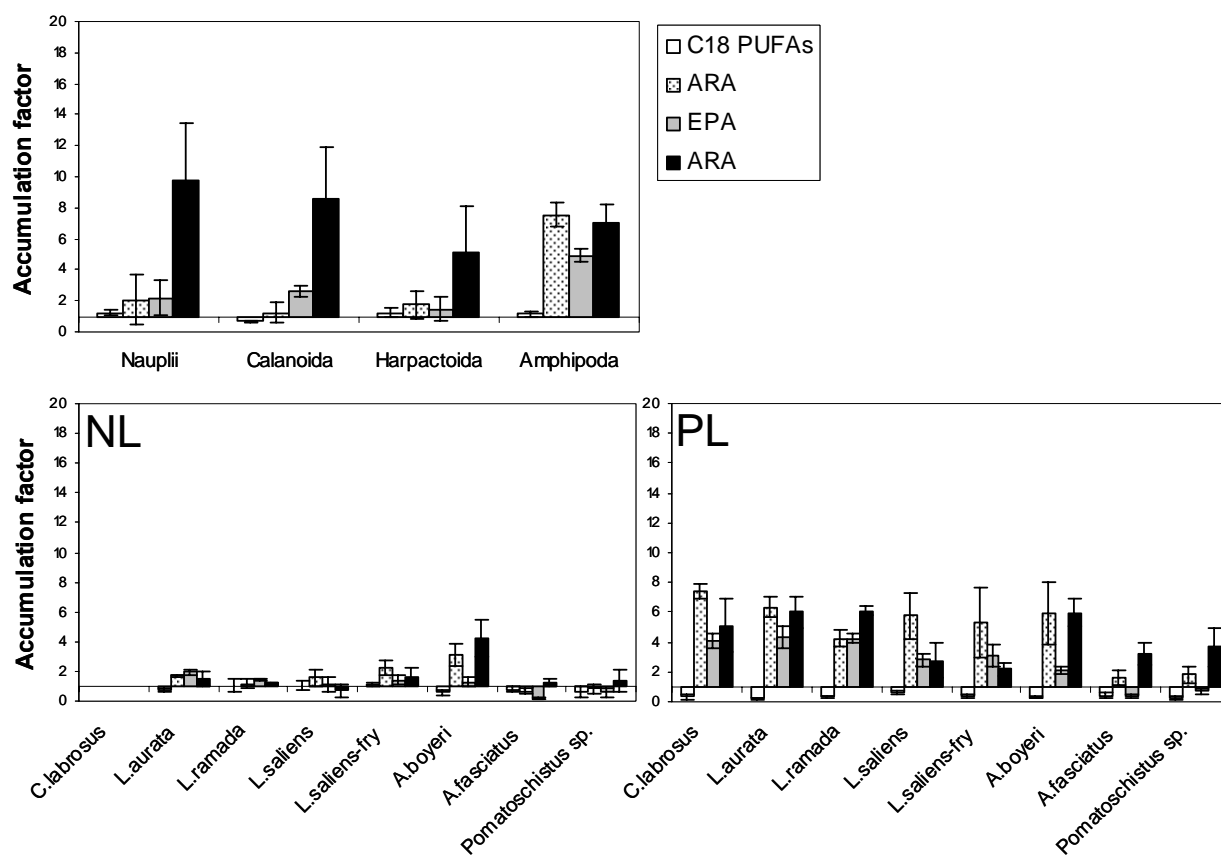 20
18
16
14
12
10
8
6
4
2
0
Accumulation factor
Nauplii Calanoida Harpactoida Amphipoda
C18 PUFAs
ARA
EPA
ARA
NL
20
18
16
14
12
10
8
6
4
2
0
Accumulation factor
C.labrosus
L.aurata
L.ramada
L.saliens
L.saliens-fry
A.boyeri
A.fasciatus
Pomatoschistus sp.
PL
20
18
16
14
12
10
8
6
4
2
0
C.labrosus
L.aurata
L.ramada
L.saliens
L.saliens-fry
A.boyeri
A.fasciatus
Pomatoschistus sp.